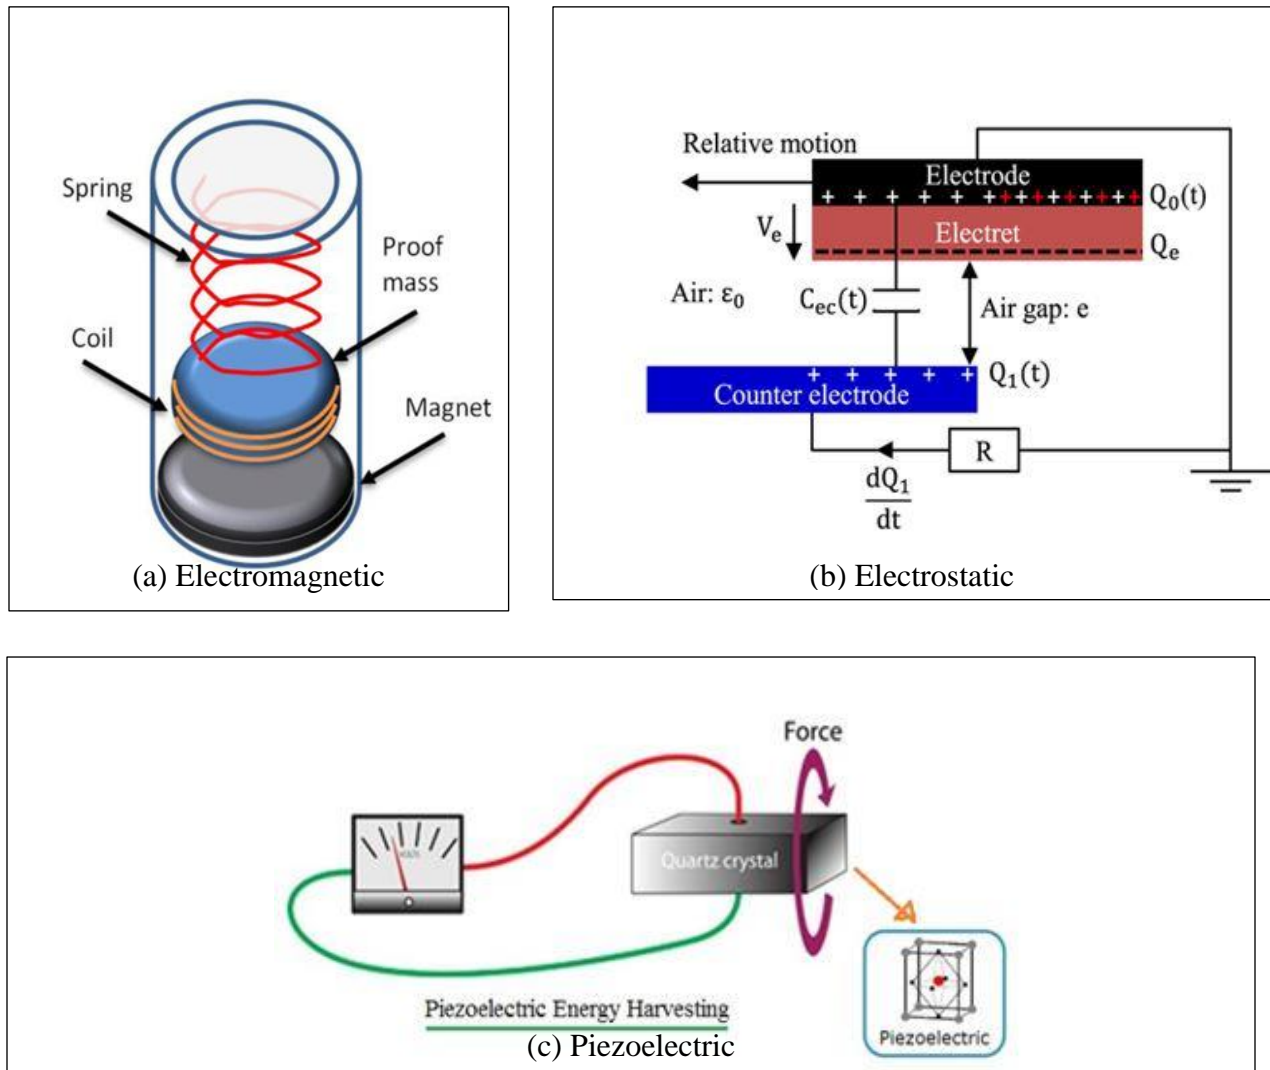 Spring
Proof
mass
Coil
Magnet
(a) Electromagnetic
Relative motion
Electrode
+ + + + + + + + + + + + + + +
Q₀(t)
Vₑ
Electret
Qₑ
Air: ε₀
Cₑc(t)
Air gap: e
+ + + + +
Q₁(t)
Counter electrode
R
dQ₁
dt
(b) Electrostatic
Force
VOLTS
Quartz crystal
Piezoelectric
Piezoelectric Energy Harvesting
(c) Piezoelectric